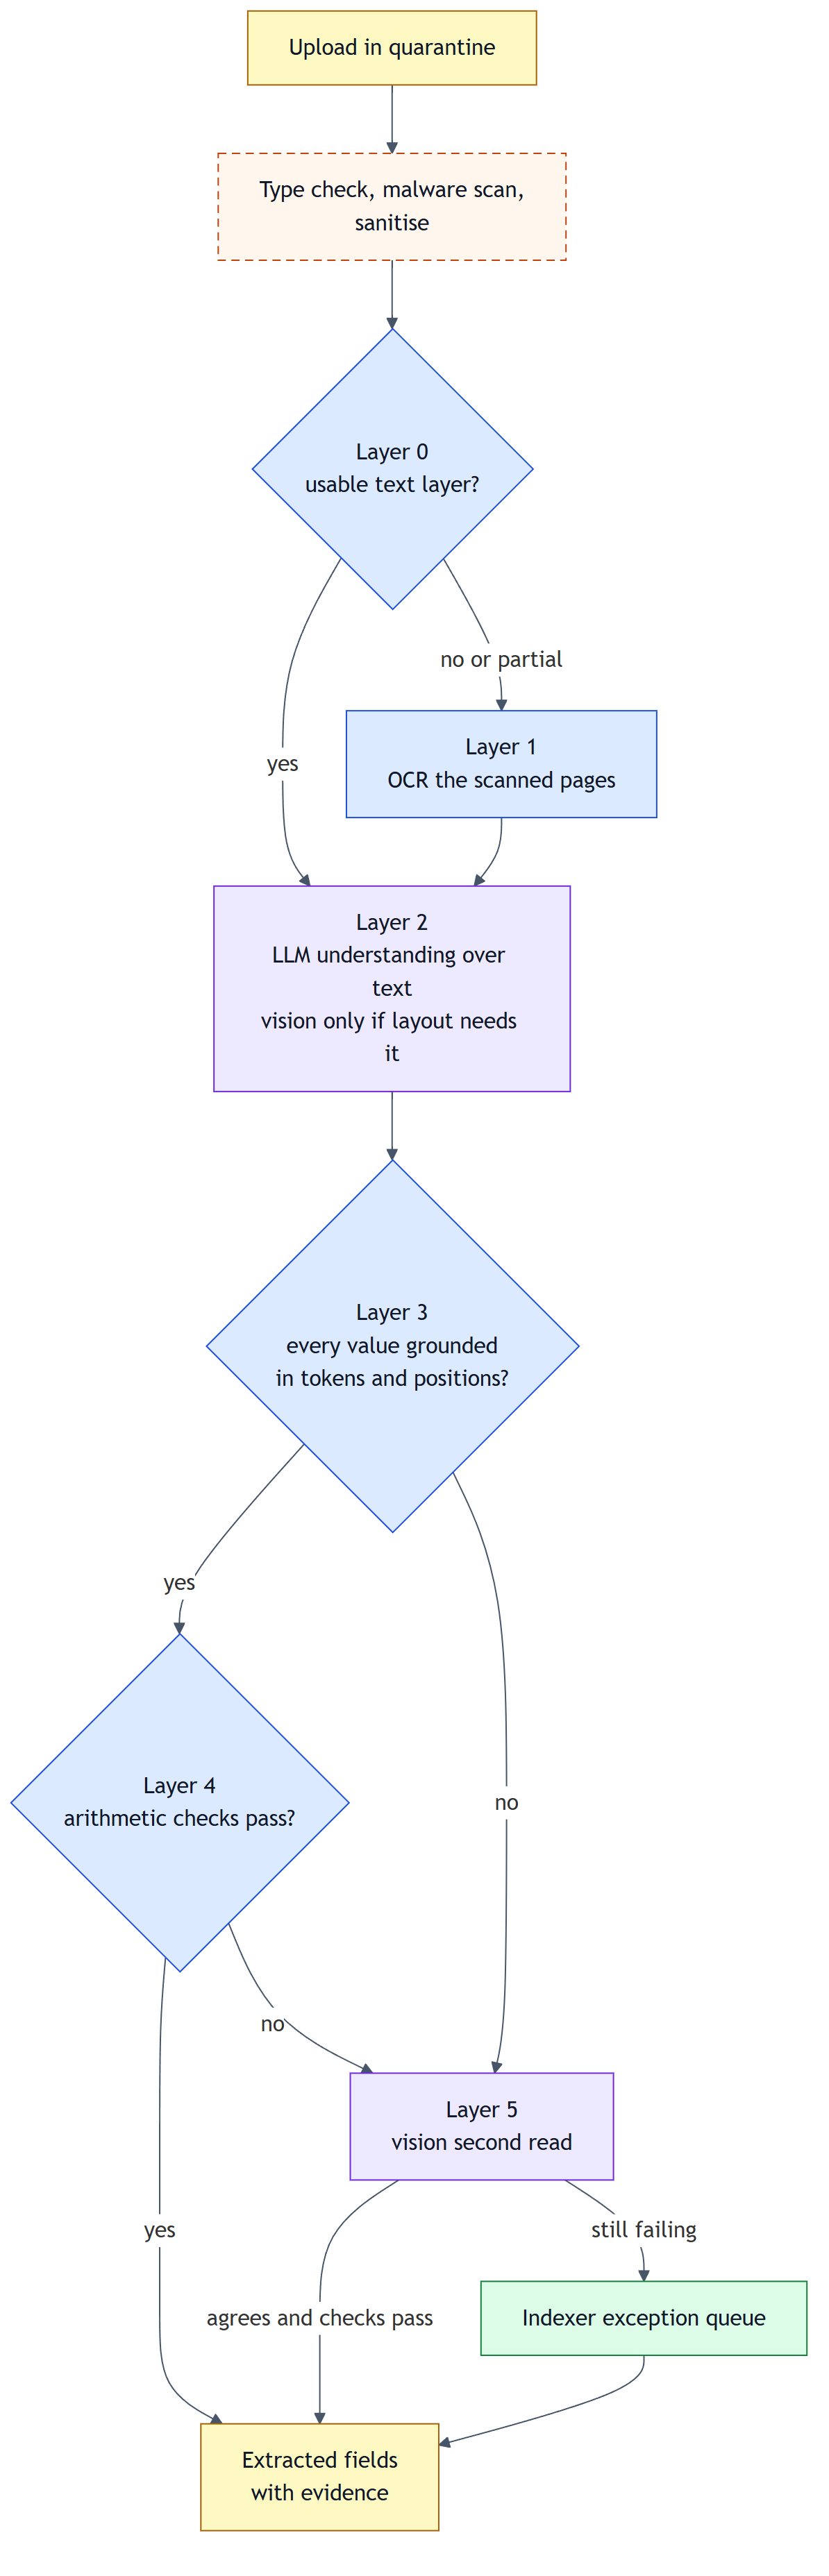 Upload in quarantine
Type check, malware scan,
sanitise
Layer 0
usable text layer?
no or partial
yes
Layer 1
OCR the scanned pages
Layer 2
LLM understanding over
text
vision only if layout needs
it
Layer 3
every value grounded
in tokens and positions?
yes
Layer 4
arithmetic checks pass?
no
no
Layer 5
vision second read
yes
still failing
agrees and checks pass
Indexer exception queue
Extracted fields
with evidence